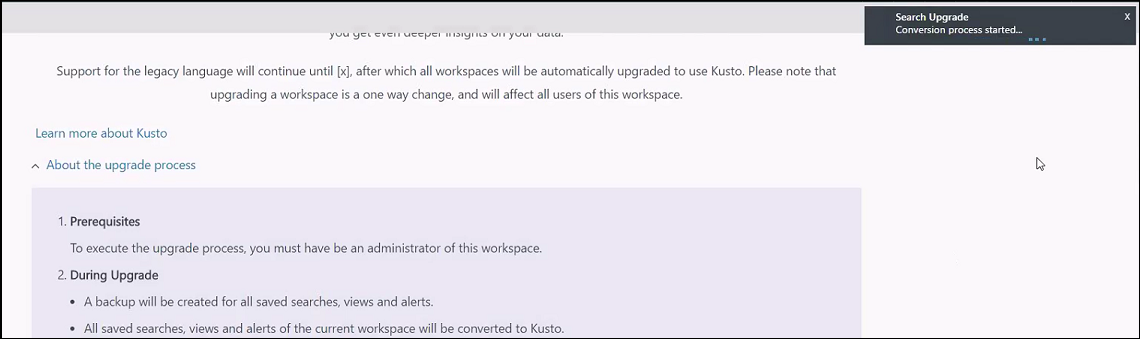 Search Upgrade
X
Conversion process started...
you get even deeper insights on your data.
Support for the legacy language will continue until [x], after which all workspaces will be automatically upgraded to use Kusto. Please note that
upgrading a workspace is a one way change, and will affect all users of this workspace.
Learn more about Kusto
About the upgrade process
1. Prerequisites
To execute the upgrade process, you must have be an administrator of this workspace.
2. During Upgrade
• A backup will be created for all saved searches, views and alerts.
• All saved searches, views and alerts of the current workspace will be converted to Kusto.